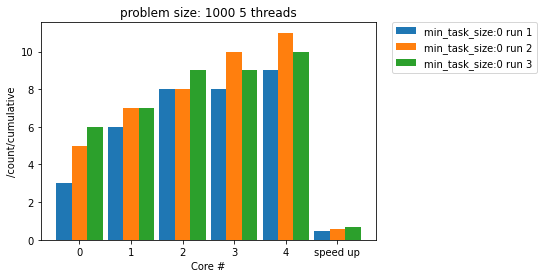 problem size: 1000 5 threads
min_task_size:0 run 1
min_task_size:0 run 2
min_task_size:0 run 3
/count/cumulative
10
8
6
4
2
0
0 1 2 3 4 speed up
Core #